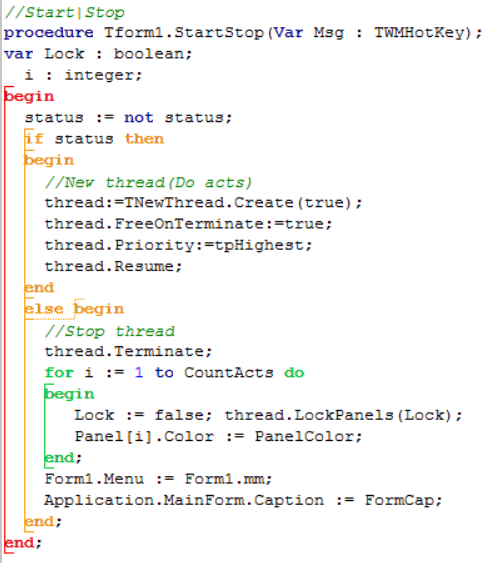 //Start|Stop
procedure Tform1.StartStop(Var Msg : TWMHotKey);
var Lock : boolean;
  i : integer;
begin
  status := not status;
  if status then
  begin
    //New thread(Do acts)
    thread:=TNewThread.Create(true);
    thread.FreeOnTerminate:=true;
    thread.Priority:=tpHighest;
    thread.Resume;
  end
  else begin
    //Stop thread
    thread.Terminate;
    for i := 1 to CountActs do
    begin
       Lock := false; thread.LockPanels(Lock);
       Panel[i].Color := PanelColor;
    end;
    Form1.Menu := Form1.mm;
    Application.MainForm.Caption := FormCap;
  end;
end;